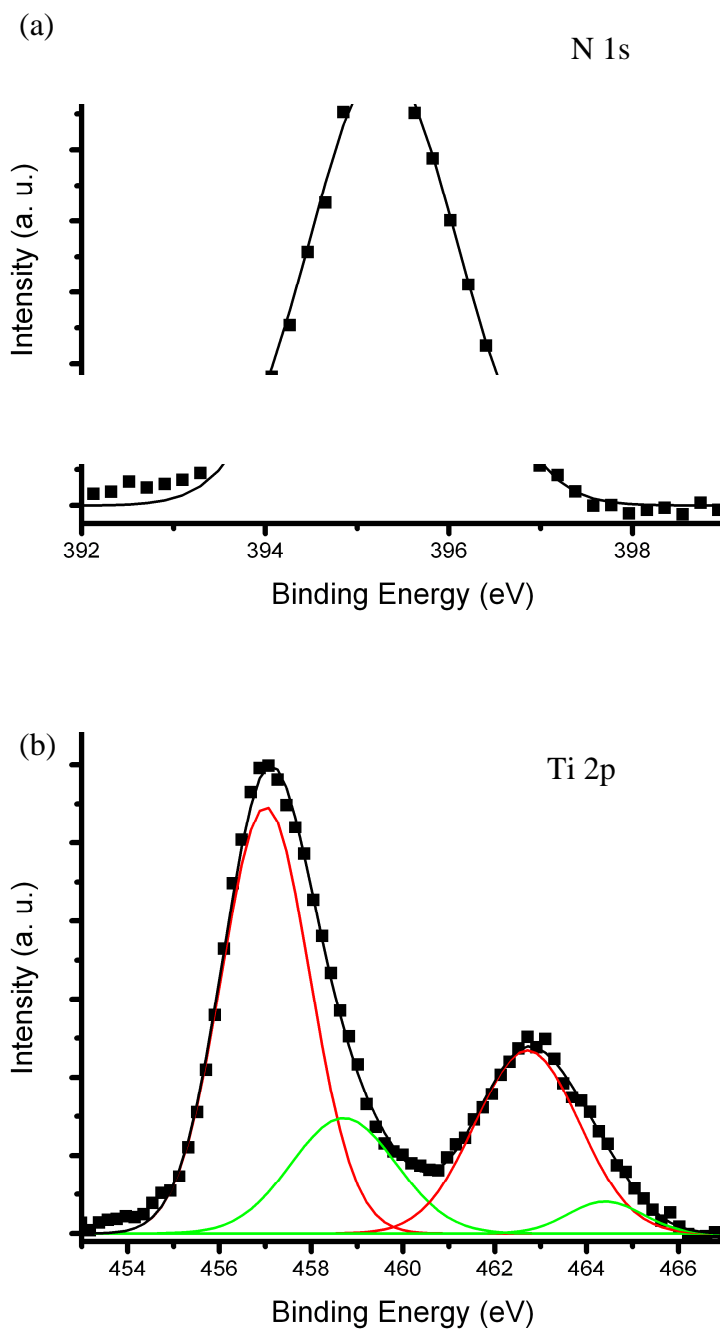 (a)
N 1s
Intensity (a. u.)
392 394 396 398
Binding Energy (eV)
(b)
Ti 2p
Intensity (a. u.)
454 456 458 460 462 464 466
Binding Energy (eV)